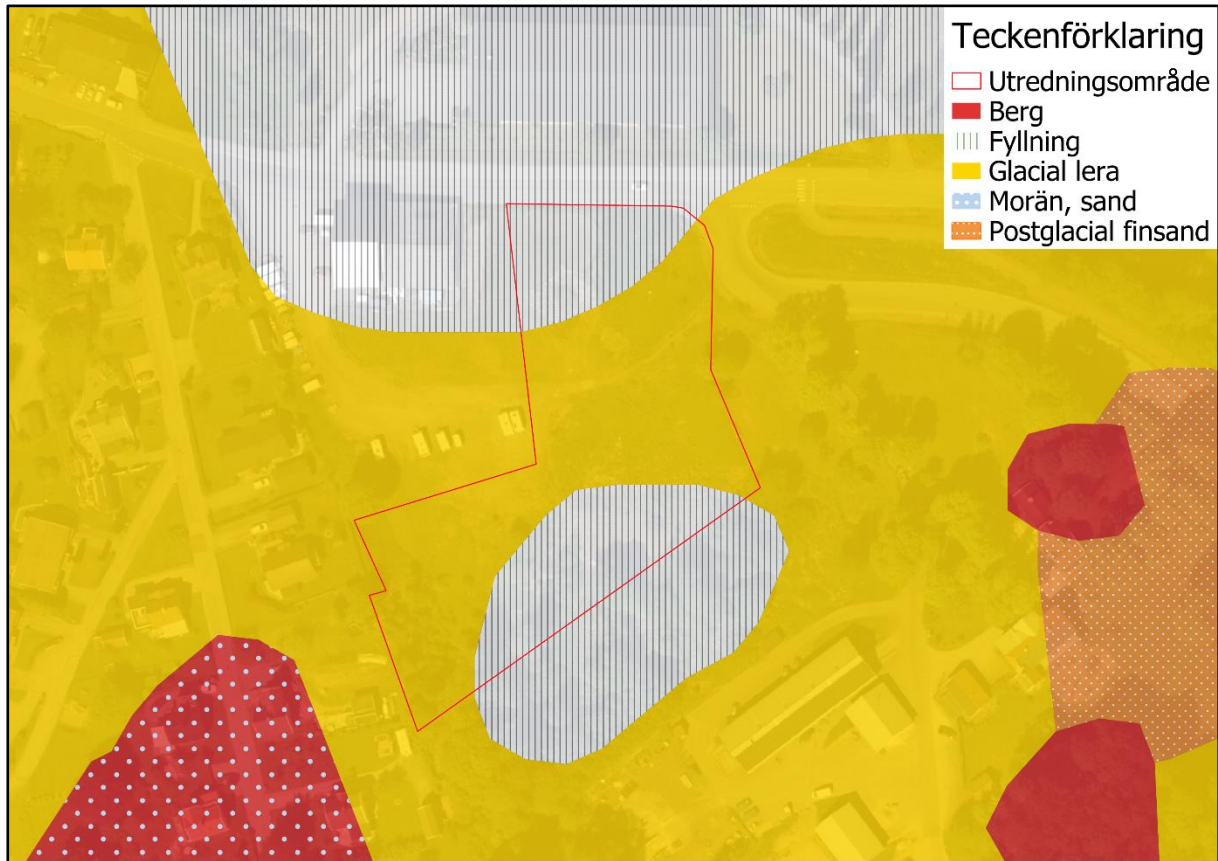 Teckenförklaring
Utredningsområde
Berg
Fyllning
Glacial lera
Morän, sand
Postglacial finsand